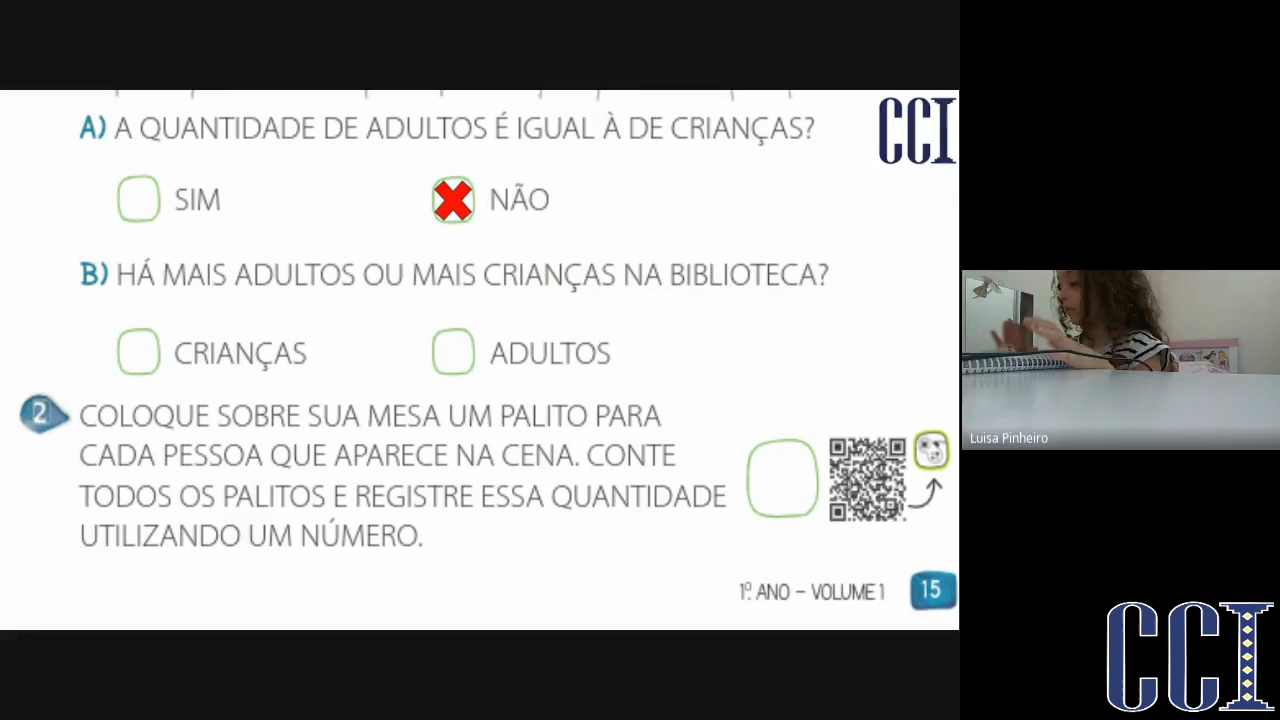 A) A QUANTIDADE DE ADULTOS É IGUAL À DE CRIANÇAS?
CCI
SIM
NÃO
B) HÁ MAIS ADULTOS OU MAIS CRIANÇAS NA BIBLIOTECA?
CRIANÇAS
ADULTOS
2 COLOQUE SOBRE SUA MESA UM PALITO PARA
CADA PESSOA QUE APARECE NA CENA. CONTE
TODOS OS PALITOS E REGISTRE ESSA QUANTIDADE
UTILIZANDO UM NÚMERO.
1º. ANO – VOLUME 1 15
Luisa Pinheiro
CCI